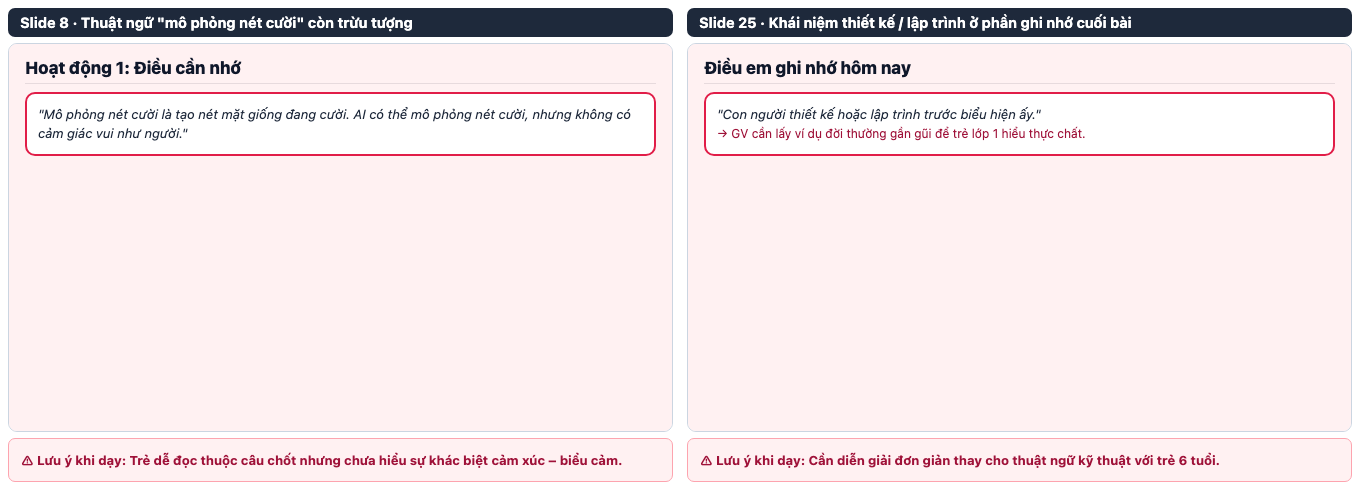 Slide 8 · Thuật ngữ "mô phỏng nét cười" còn trừu tượng
Hoạt động 1: Điều cần nhớ
"Mô phỏng nét cười là tạo nét mặt giống đang cười. AI có thể mô phỏng nét cười, nhưng không có
cảm giác vui như người."
⚠ Lưu ý khi dạy: Trẻ dễ đọc thuộc câu chốt nhưng chưa hiểu sự khác biệt cảm xúc – biểu cảm.
Slide 25 · Khái niệm thiết kế / lập trình ở phần ghi nhớ cuối bài
Điều em ghi nhớ hôm nay
"Con người thiết kế hoặc lập trình trước biểu hiện ấy."
→ GV cần lấy ví dụ đời thường gần gũi để trẻ lớp 1 hiểu thực chất.
⚠ Lưu ý khi dạy: Cần diễn giải đơn giản thay cho thuật ngữ kỹ thuật với trẻ 6 tuổi.